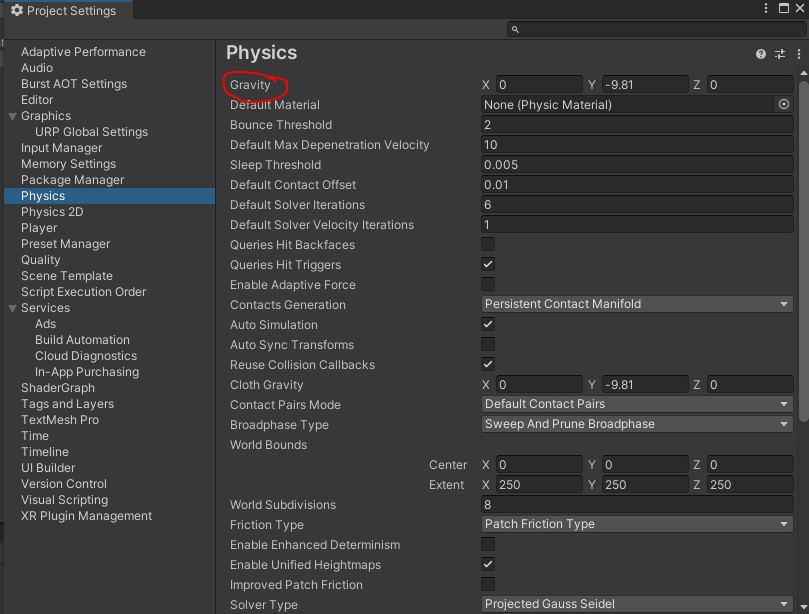 Project Settings
Adaptive Performance
Audio
Burst AOT Settings
Editor
Graphics
URP Global Settings
Input Manager
Memory Settings
Package Manager
Physics
Physics 2D
Player
Preset Manager
Quality
Scene Template
Script Execution Order
Services
Ads
Build Automation
Cloud Diagnostics
In-App Purchasing
ShaderGraph
Tags and Layers
TextMesh Pro
Time
Timeline
UI Builder
Version Control
Visual Scripting
XR Plugin Management
Physics
Gravity X 0 Y -9.81 Z 0
Default Material None (Physic Material)
Bounce Threshold 2
Default Max Depenetration Velocity 10
Sleep Threshold 0.005
Default Contact Offset 0.01
Default Solver Iterations 6
Default Solver Velocity Iterations 1
Queries Hit Backfaces
Queries Hit Triggers
Enable Adaptive Force
Contacts Generation Persistent Contact Manifold
Auto Simulation
Auto Sync Transforms
Reuse Collision Callbacks
Cloth Gravity X 0 Y -9.81 Z 0
Contact Pairs Mode Default Contact Pairs
Broadphase Type Sweep And Prune Broadphase
World Bounds
Center X 0 Y 0 Z 0
Extent X 250 Y 250 Z 250
World Subdivisions 8
Friction Type Patch Friction Type
Enable Enhanced Determinism
Enable Unified Heightmaps
Improved Patch Friction
Solver Type Projected Gauss Seidel